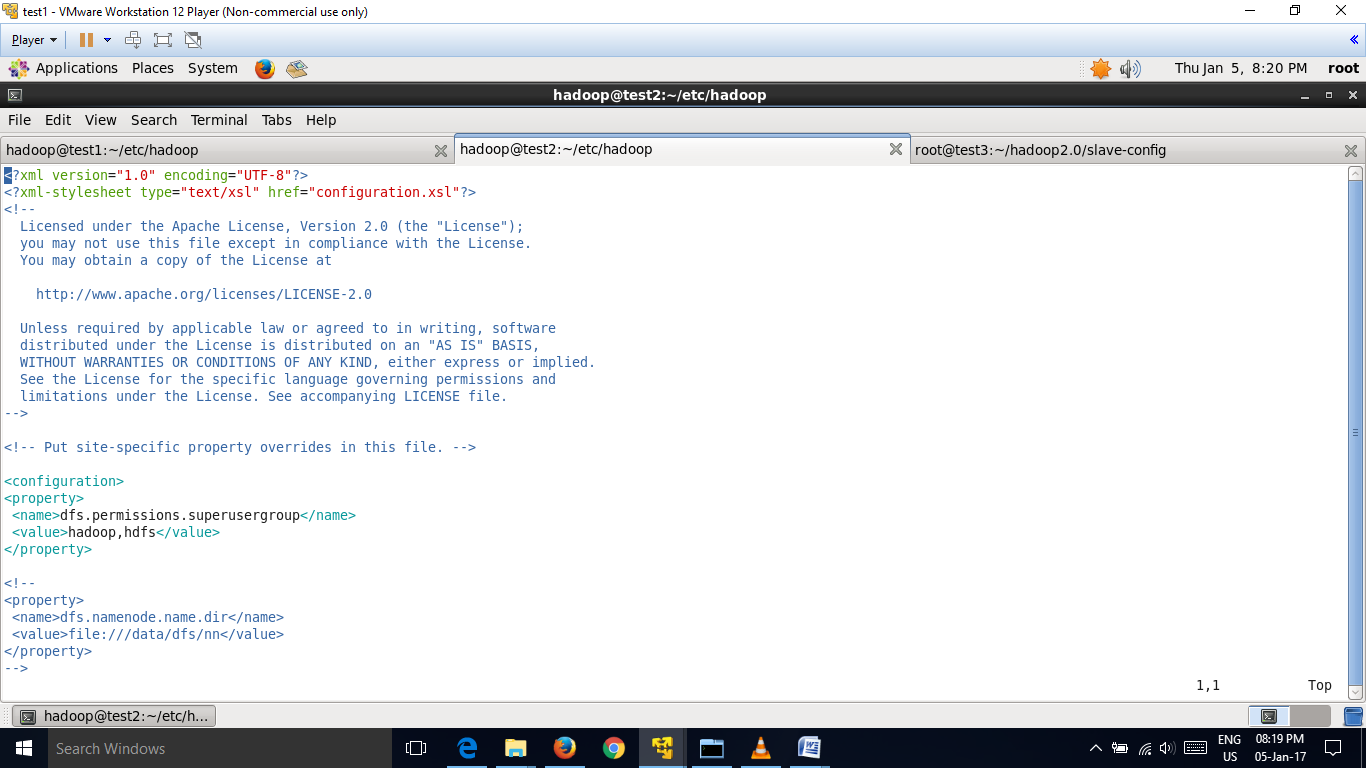 test1 - VMware Workstation 12 Player (Non-commercial use only)
Player
Applications Places System Thu Jan 5, 8:20 PM root
hadoop@test2:~/etc/hadoop
File Edit View Search Terminal Tabs Help
hadoop@test1:~/etc/hadoop hadoop@test2:~/etc/hadoop root@test3:~/hadoop2.0/slave-config
<?xml version="1.0" encoding="UTF-8"?>
<?xml-stylesheet type="text/xsl" href="configuration.xsl"?>
<!--
  Licensed under the Apache License, Version 2.0 (the "License");
  you may not use this file except in compliance with the License.
  You may obtain a copy of the License at

    http://www.apache.org/licenses/LICENSE-2.0

  Unless required by applicable law or agreed to in writing, software
  distributed under the License is distributed on an "AS IS" BASIS,
  WITHOUT WARRANTIES OR CONDITIONS OF ANY KIND, either express or implied.
  See the License for the specific language governing permissions and
  limitations under the License. See accompanying LICENSE file.
-->

<!-- Put site-specific property overrides in this file. -->

<configuration>
<property>
 <name>dfs.permissions.superusergroup</name>
 <value>hadoop,hdfs</value>
</property>

<!--
<property>
 <name>dfs.namenode.name.dir</name>
 <value>file:///data/dfs/nn</value>
</property>
-->
1,1 Top
hadoop@test2:~/etc/h...
Search Windows
ENG 08:19 PM
US 05-Jan-17